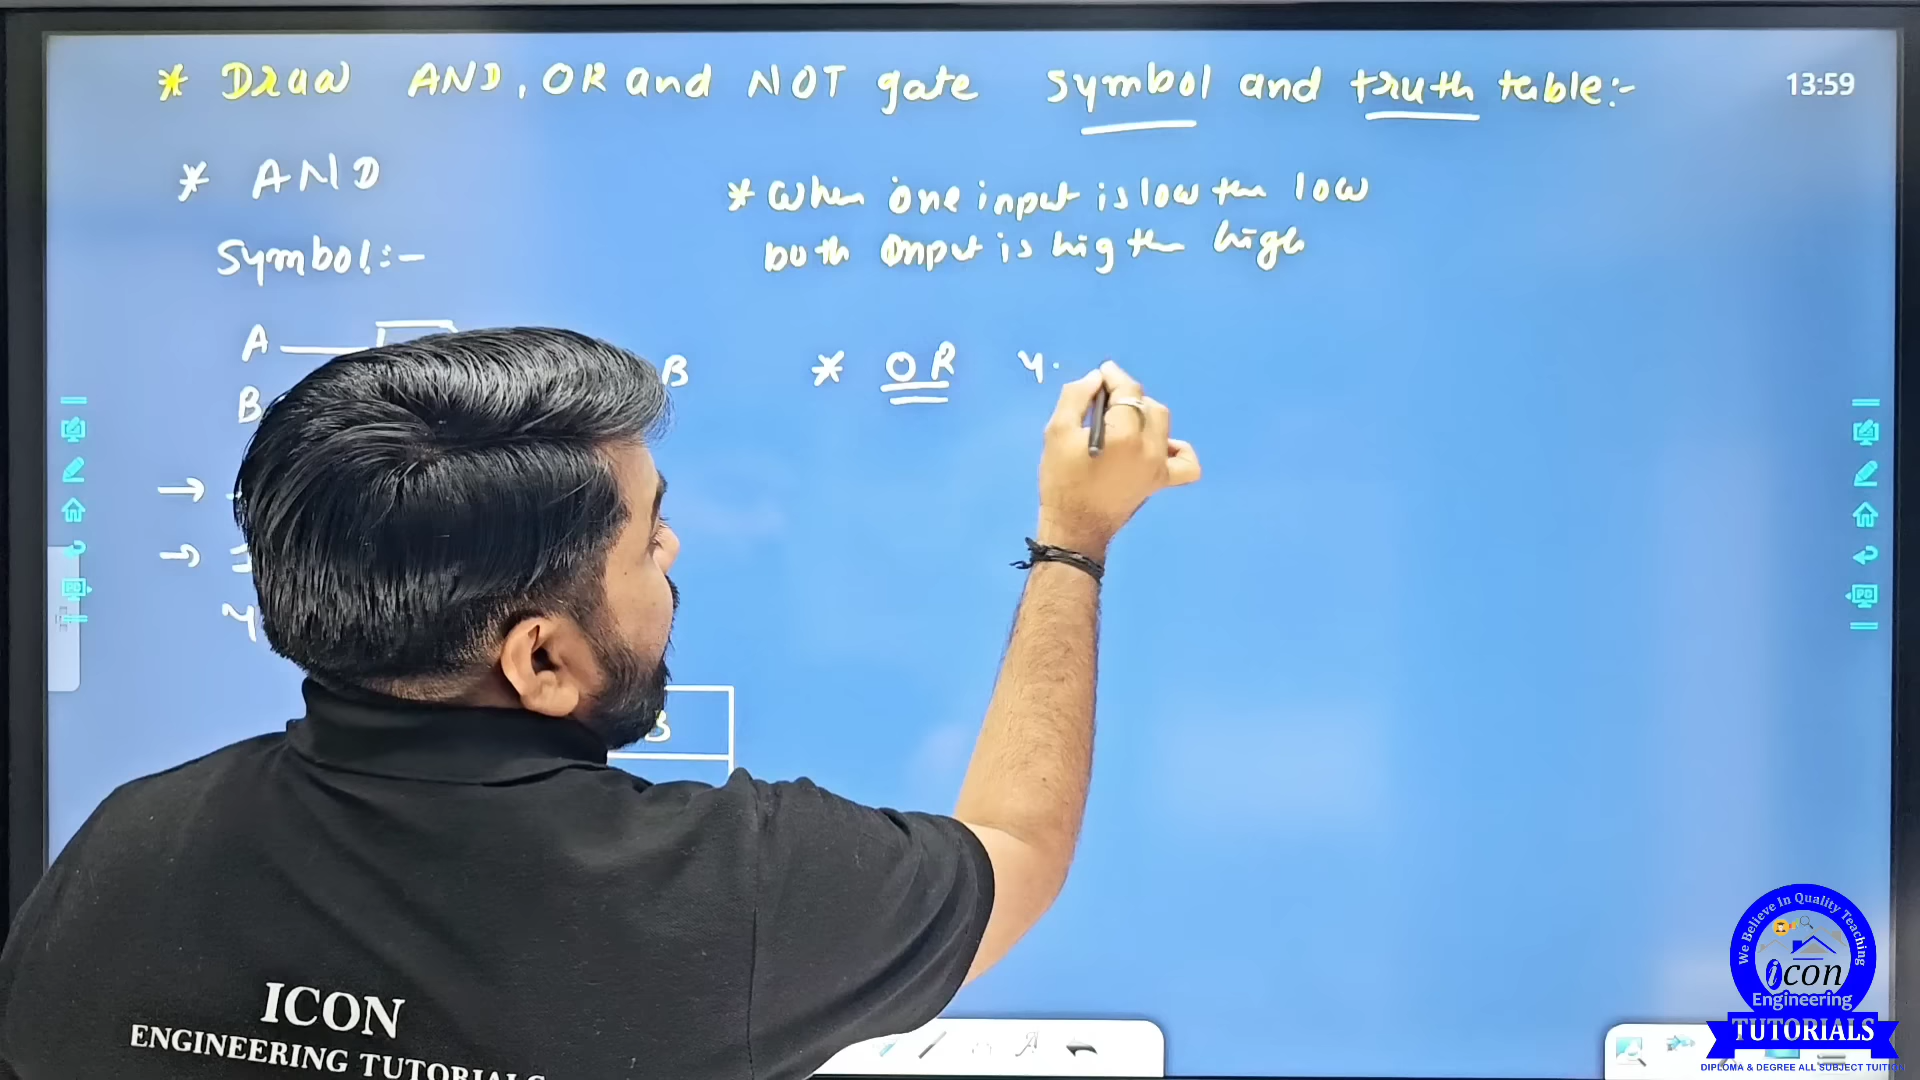 * Draw AND, OR and NOT gate symbol and truth table:-
13:59
* AND
Symbol:-
A
B
B
→
→
* When one input is low then low
both input is hig then high
* OR Y
B
ICON
ENGINEERING TUTORIALS
We Believe In Quality Teaching
icon
Engineering
TUTORIALS
DIPLOMA & DEGREE ALL SUBJECT TUITION